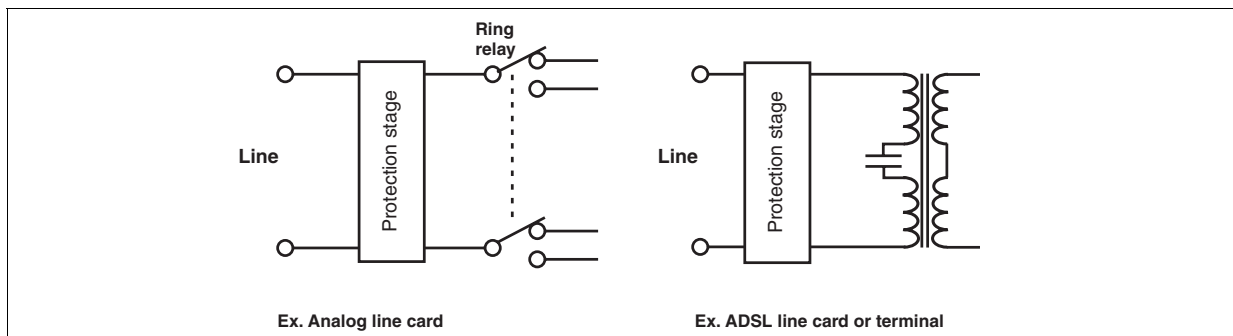 Ring
relay
Line
Protection stage
Ex. Analog line card
Line
Protection stage
Ex. ADSL line card or terminal